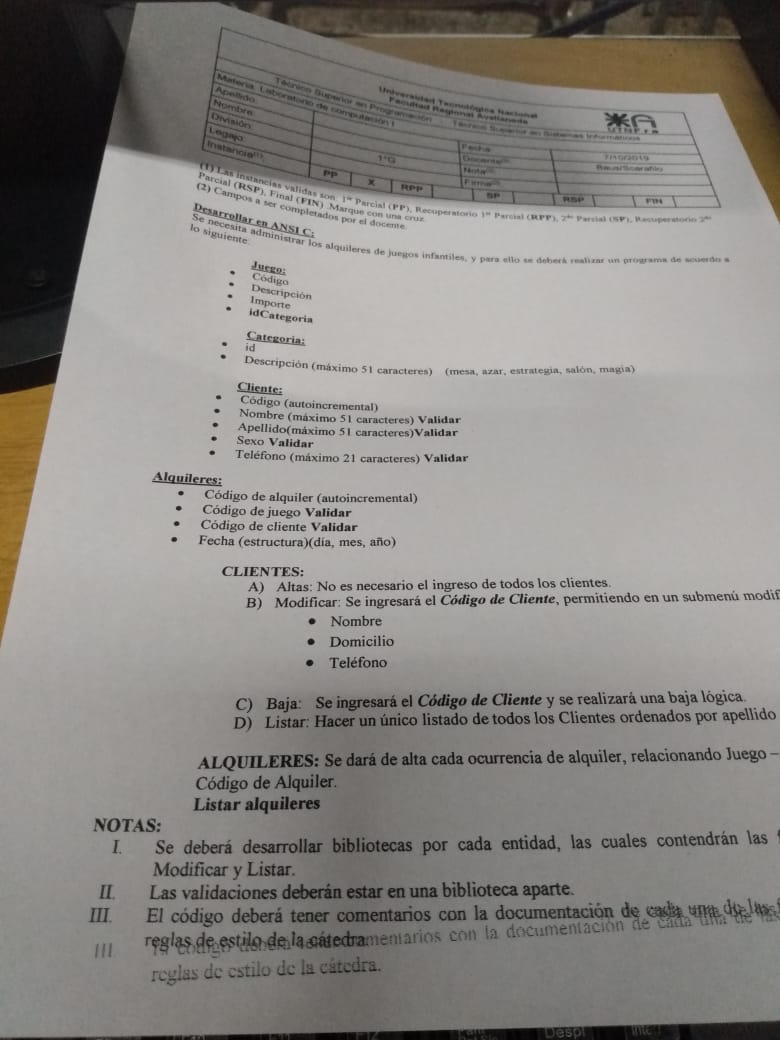 Universidad Tecnológica Nacional
Facultad Regional Avellaneda
UTNFra
Técnico Superior en Programación Técnico Superior en Sistemas Informáticos
Materia: Laboratorio de computación I
Apellido: Fecha: 7/10/2019
Nombre: Docente(2):
División: 1°G Nota(2):
Legajo: Firma(2):
Instancia(1): PP X RPP SP RSP FIN
(1) Las instancias validas son: 1er Parcial (PP), Recuperatorio 1er Parcial (RPP), 2do Parcial (SP), Recuperatorio 2do
Parcial (RSP), Final (FIN). Marque con una cruz.
(2) Campos a ser completados por el docente.
Desarrollar en ANSI C:
Se necesita administrar los alquileres de juegos infantiles, y para ello se deberá realizar un programa de acuerdo a
lo siguiente:
Juego:
• Código
• Descripción
• Importe
• idCategoria
Categoria:
• id
• Descripción (máximo 51 caracteres) (mesa, azar, estrategia, salón, magia)
Cliente:
• Código (autoincremental)
• Nombre (máximo 51 caracteres) Validar
• Apellido(máximo 51 caracteres)Validar
• Sexo Validar
• Teléfono (máximo 21 caracteres) Validar
Alquileres:
• Código de alquiler (autoincremental)
• Código de juego Validar
• Código de cliente Validar
• Fecha (estructura)(día, mes, año)
CLIENTES:
A) Altas: No es necesario el ingreso de todos los clientes.
B) Modificar: Se ingresará el Código de Cliente, permitiendo en un submenú modif
• Nombre
• Domicilio
• Teléfono
C) Baja: Se ingresará el Código de Cliente y se realizará una baja lógica.
D) Listar: Hacer un único listado de todos los Clientes ordenados por apellido
ALQUILERES: Se dará de alta cada ocurrencia de alquiler, relacionando Juego –
Código de Alquiler.
Listar alquileres
NOTAS:
I. Se deberá desarrollar bibliotecas por cada entidad, las cuales contendrán las
Modificar y Listar.
II. Las validaciones deberán estar en una biblioteca aparte.
III. El código deberá tener comentarios con la documentación de cada una de las
reglas de estilo de la cátedra
III mentarios con la documentación de cada una de las
reglas de estilo de la cátedra.
Despl